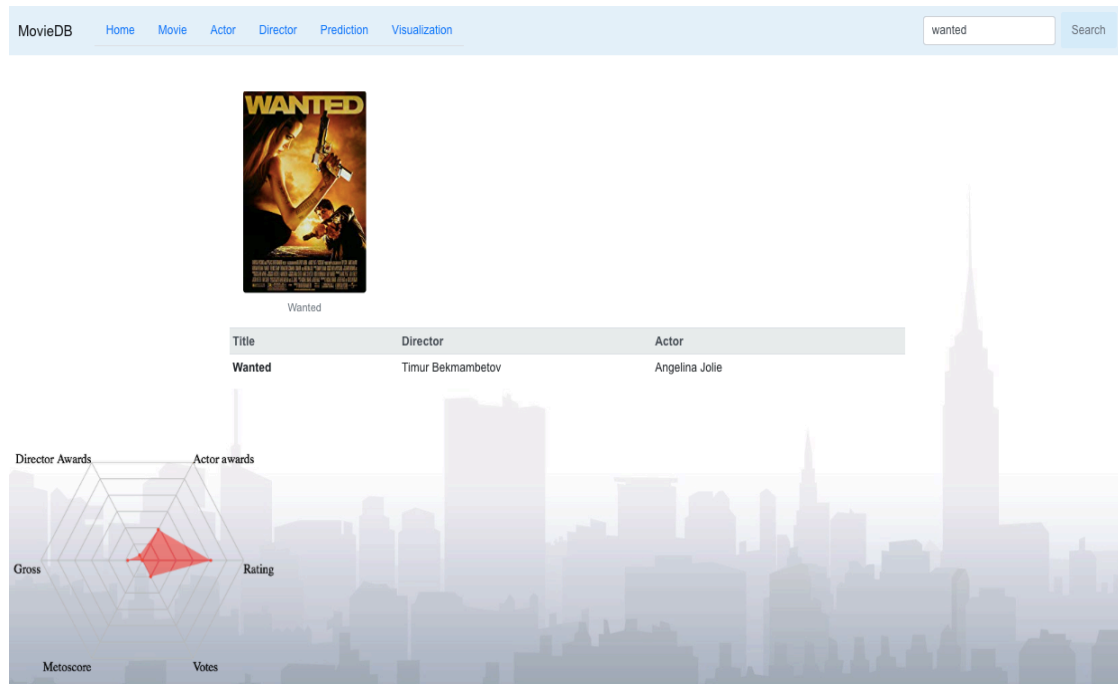 MovieDB Home Movie Actor Director Prediction Visualization wanted Search
WANTED
Wanted
Title Director Actor
Wanted Timur Bekmambetov Angelina Jolie
Director Awards Actor awards
Gross Rating
Metoscore Votes